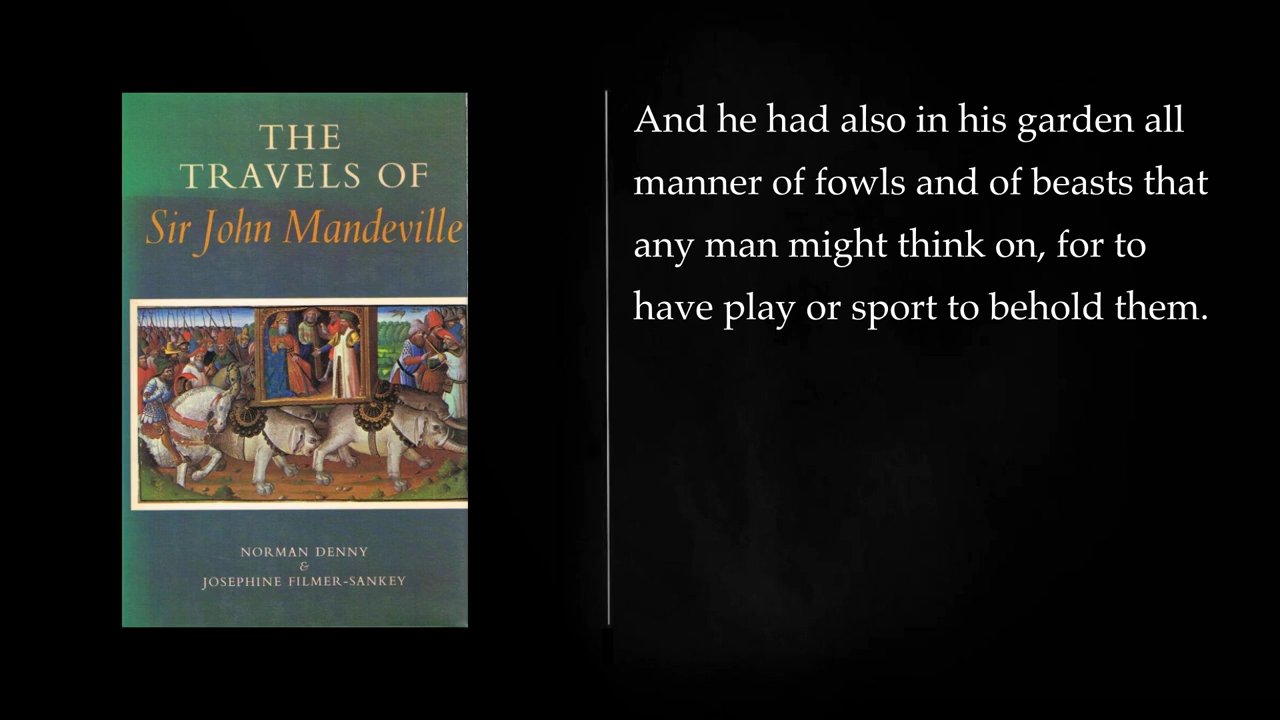 THE
TRAVELS OF
Sir John Mandeville
NORMAN DENNY
&
JOSEPHINE FILMER-SANKEY
And he had also in his garden all
manner of fowls and of beasts that
any man might think on, for to
have play or sport to behold them.